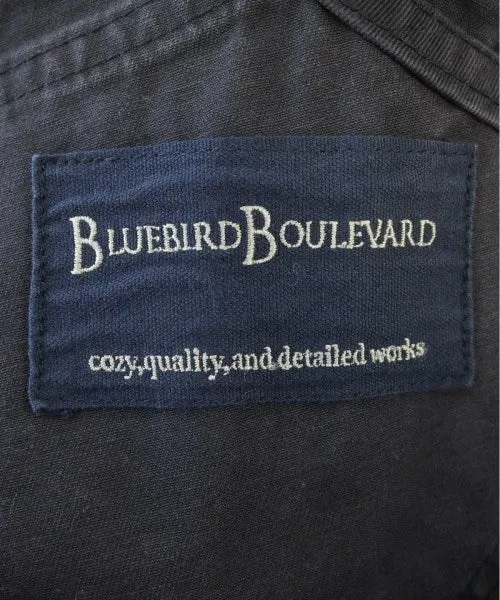 BLUEBIRD BOULEVARD
cozy,quality,and detailed works